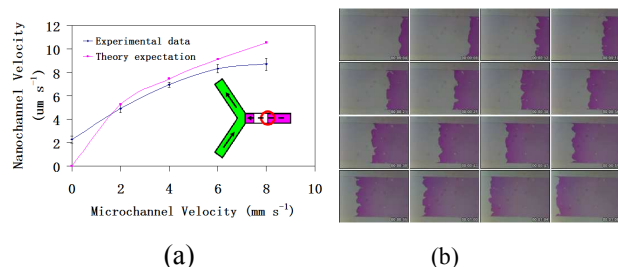 12
10
8
6
4
2
0
Nanochannel Velocity
(um s⁻¹)
Experimental data
Theory expectation
0 2 4 6 8 10
Microchannel Velocity (mm s⁻¹)
(a)
(b)